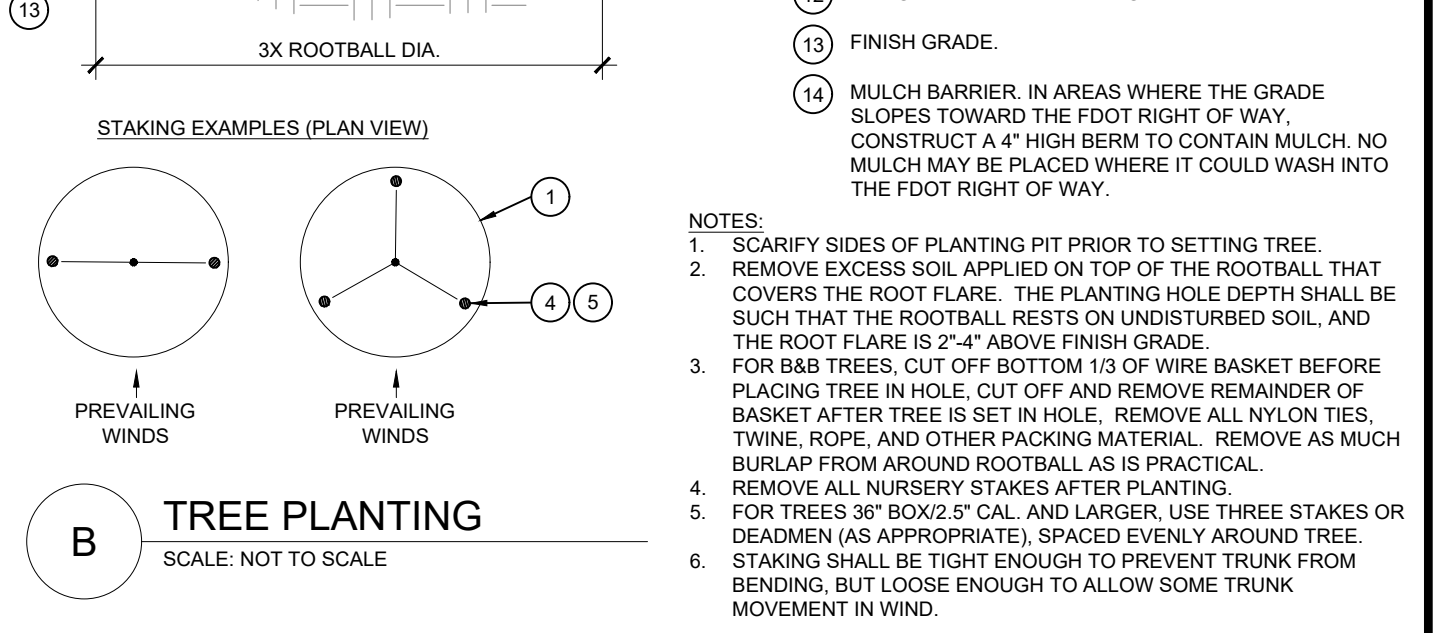 13
3X ROOTBALL DIA.
STAKING EXAMPLES (PLAN VIEW)
1
4 5
PREVAILING
WINDS
PREVAILING
WINDS
B
TREE PLANTING
SCALE: NOT TO SCALE
12
13 FINISH GRADE.
14 MULCH BARRIER. IN AREAS WHERE THE GRADE
SLOPES TOWARD THE FDOT RIGHT OF WAY,
CONSTRUCT A 4" HIGH BERM TO CONTAIN MULCH. NO
MULCH MAY BE PLACED WHERE IT COULD WASH INTO
THE FDOT RIGHT OF WAY.
NOTES:
1. SCARIFY SIDES OF PLANTING PIT PRIOR TO SETTING TREE.
2. REMOVE EXCESS SOIL APPLIED ON TOP OF THE ROOTBALL THAT
COVERS THE ROOT FLARE. THE PLANTING HOLE DEPTH SHALL BE
SUCH THAT THE ROOTBALL RESTS ON UNDISTURBED SOIL, AND
THE ROOT FLARE IS 2"-4" ABOVE FINISH GRADE.
3. FOR B&B TREES, CUT OFF BOTTOM 1/3 OF WIRE BASKET BEFORE
PLACING TREE IN HOLE, CUT OFF AND REMOVE REMAINDER OF
BASKET AFTER TREE IS SET IN HOLE, REMOVE ALL NYLON TIES,
TWINE, ROPE, AND OTHER PACKING MATERIAL. REMOVE AS MUCH
BURLAP FROM AROUND ROOTBALL AS IS PRACTICAL.
4. REMOVE ALL NURSERY STAKES AFTER PLANTING.
5. FOR TREES 36" BOX/2.5" CAL. AND LARGER, USE THREE STAKES OR
DEADMEN (AS APPROPRIATE), SPACED EVENLY AROUND TREE.
6. STAKING SHALL BE TIGHT ENOUGH TO PREVENT TRUNK FROM
BENDING, BUT LOOSE ENOUGH TO ALLOW SOME TRUNK
MOVEMENT IN WIND.